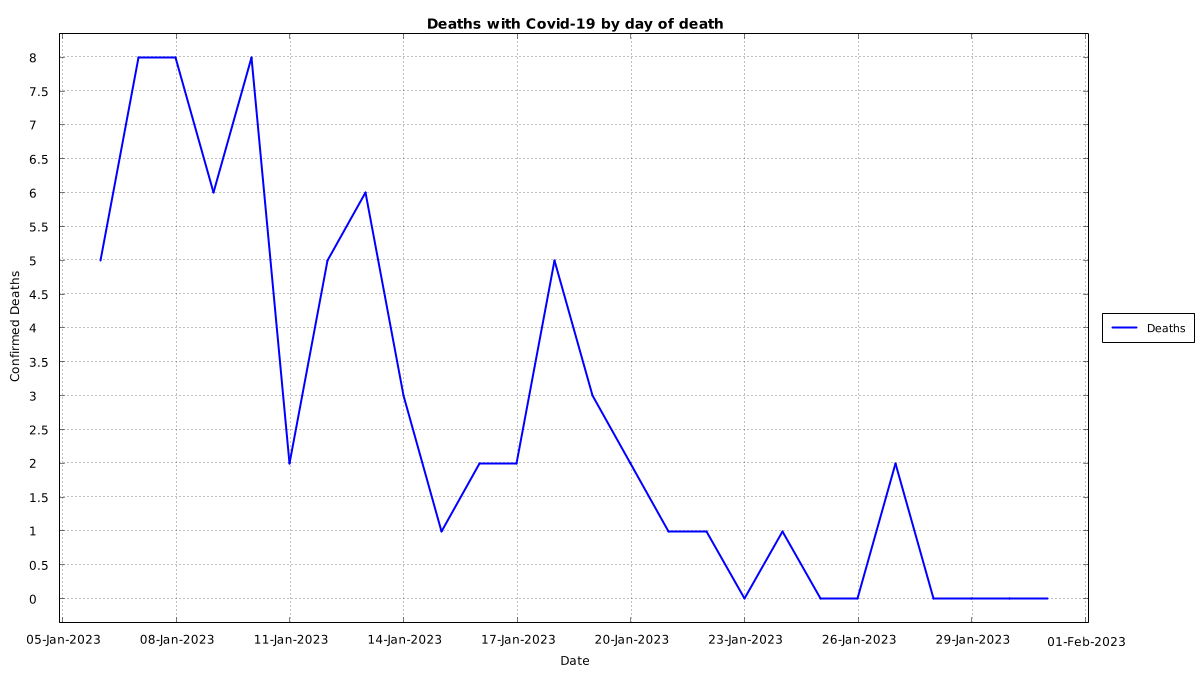 Deaths with Covid-19 by day of death
8
7.5
7
6.5
6
5.5
5
4.5
4
3.5
3
2.5
2
1.5
1
0.5
0
Confirmed Deaths
05-Jan-2023
08-Jan-2023
11-Jan-2023
14-Jan-2023
17-Jan-2023
20-Jan-2023
23-Jan-2023
26-Jan-2023
29-Jan-2023
01-Feb-2023
Date
Deaths